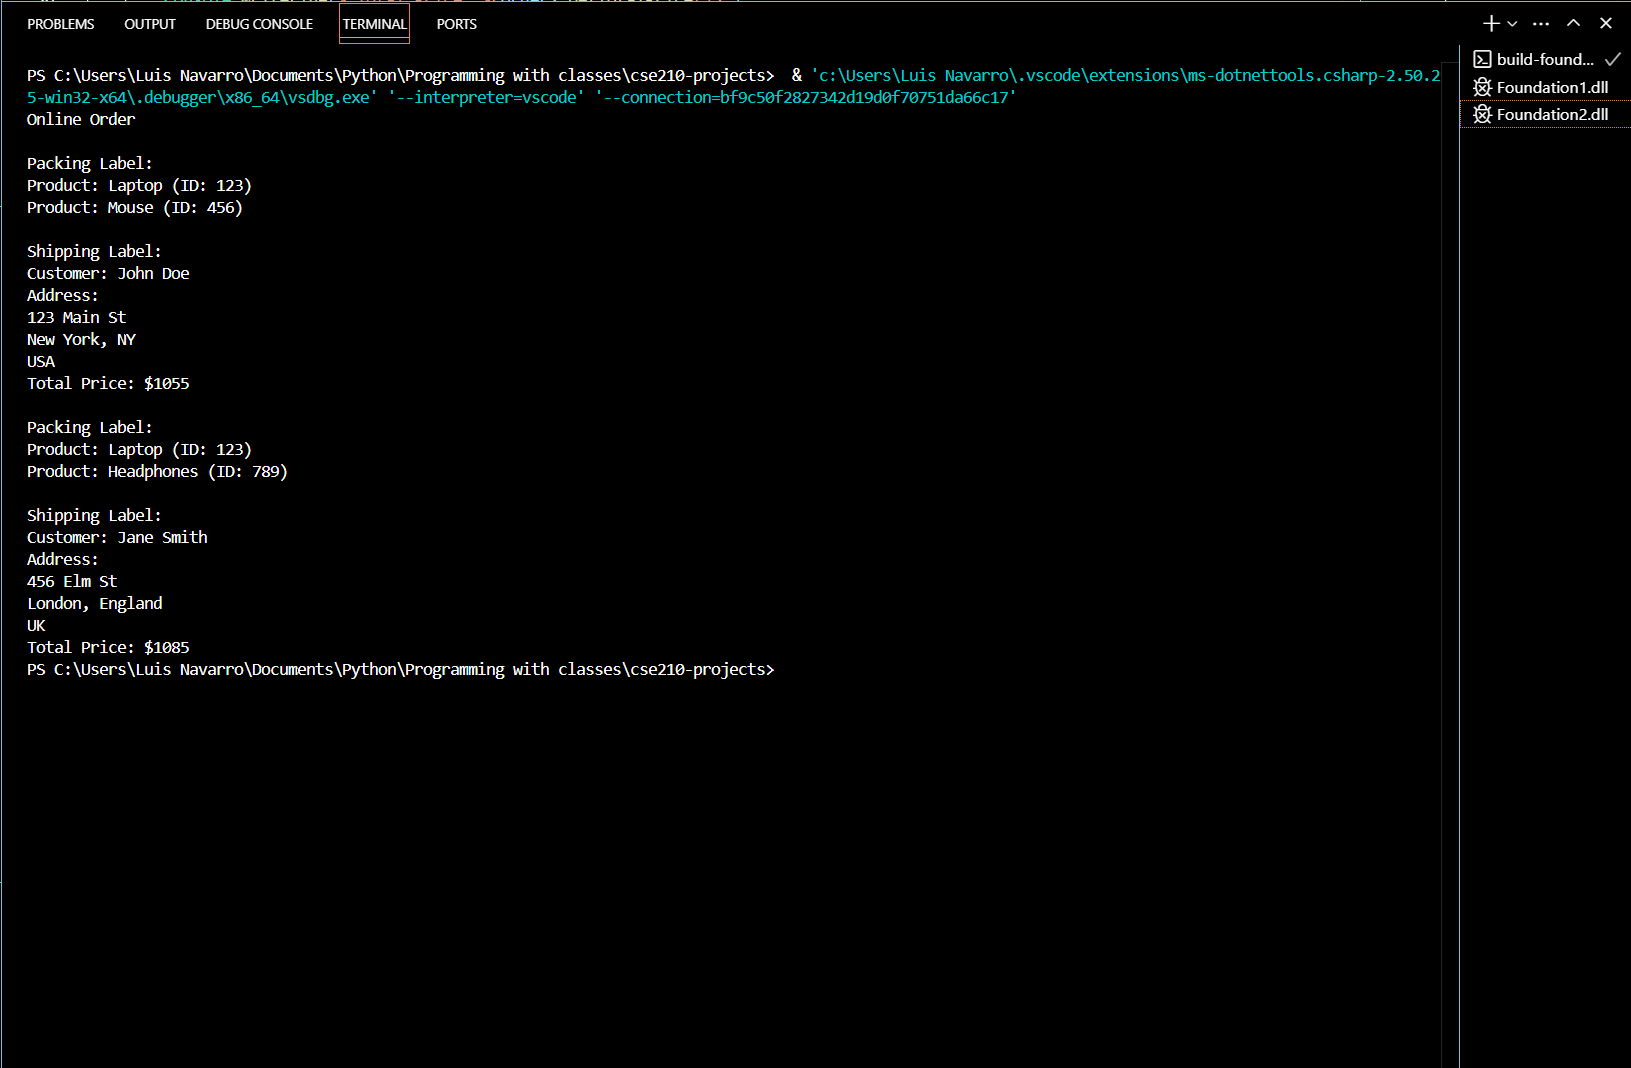 PROBLEMS OUTPUT DEBUG CONSOLE TERMINAL PORTS
PS C:\Users\Luis Navarro\Documents\Python\Programming with classes\cse210-projects>  & 'c:\Users\Luis Navarro\.vscode\extensions\ms-dotnettools.csharp-2.50.2
5-win32-x64\.debugger\x86_64\vsdbg.exe' '--interpreter=vscode' '--connection=bf9c50f2827342d19d0f70751da66c17'
Online Order
Packing Label:
Product: Laptop (ID: 123)
Product: Mouse (ID: 456)
Shipping Label:
Customer: John Doe
Address:
123 Main St
New York, NY
USA
Total Price: $1055
Packing Label:
Product: Laptop (ID: 123)
Product: Headphones (ID: 789)
Shipping Label:
Customer: Jane Smith
Address:
456 Elm St
London, England
UK
Total Price: $1085
PS C:\Users\Luis Navarro\Documents\Python\Programming with classes\cse210-projects>
build-found...
Foundation1.dll
Foundation2.dll